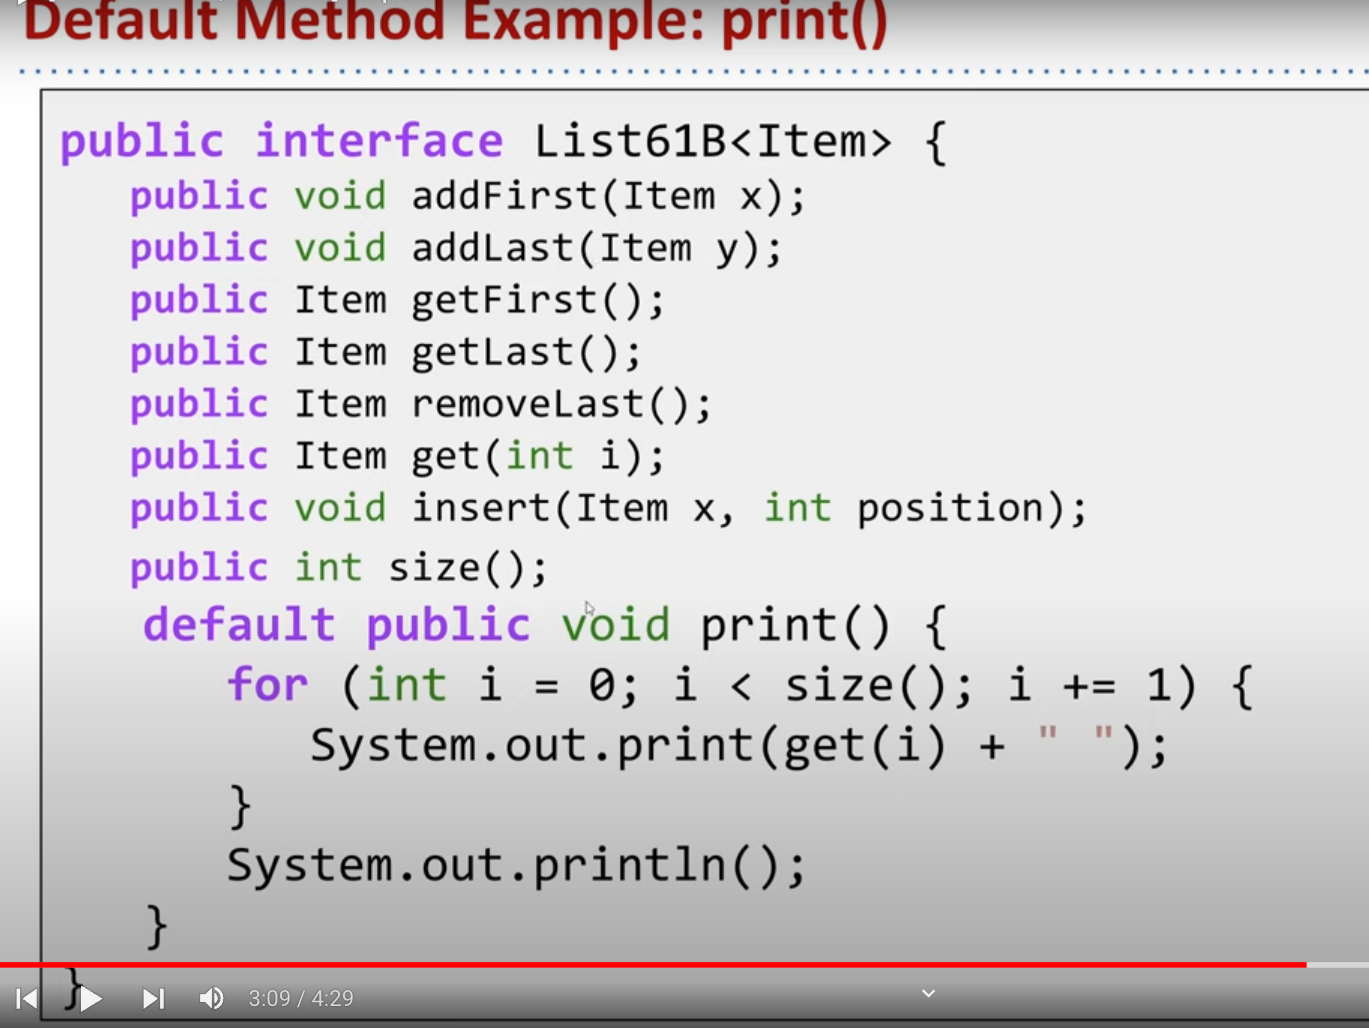 Default Method Example: print()
public interface List61B<Item> {
public void addFirst(Item x);
public void addLast(Item y);
public Item getFirst();
public Item getLast();
public Item removeLast();
public Item get(int i);
public void insert(Item x, int position);
public int size();
default public void print() {
for (int i = 0; i < size(); i += 1) {
System.out.print(get(i) + " ");
}
System.out.println();
}
}
3:09 / 4:29